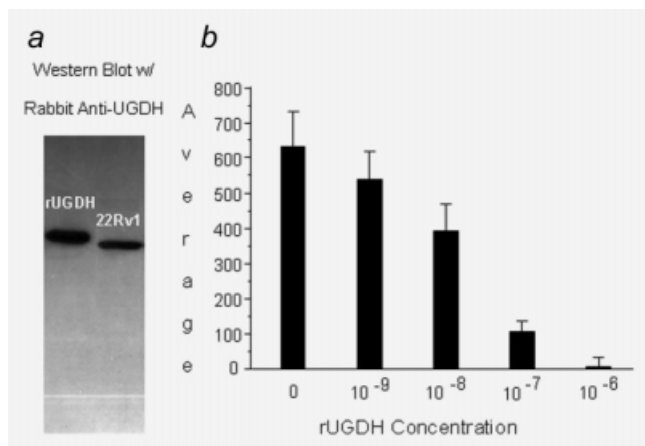 a
Western Blot w/
Rabbit Anti-UGDH
rUGDH
22Rv1
b
Average
800
700
600
500
400
300
200
100
0
0 10⁻⁹ 10⁻⁸ 10⁻⁷ 10⁻⁶
rUGDH Concentration